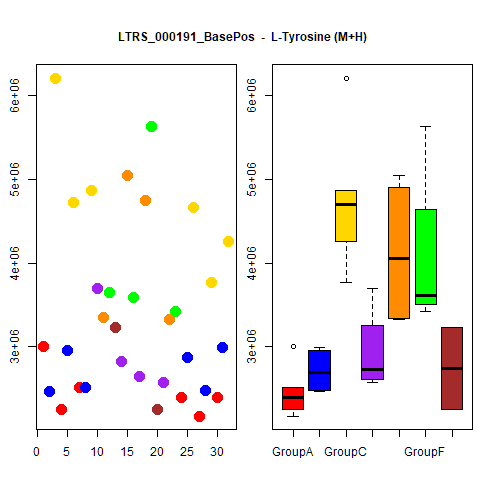 LTRS_000191_BasePos - L-Tyrosine (M+H)
6e+06
5e+06
4e+06
3e+06
0 5 10 15 20 25 30
6e+06
5e+06
4e+06
3e+06
GroupA GroupC GroupF